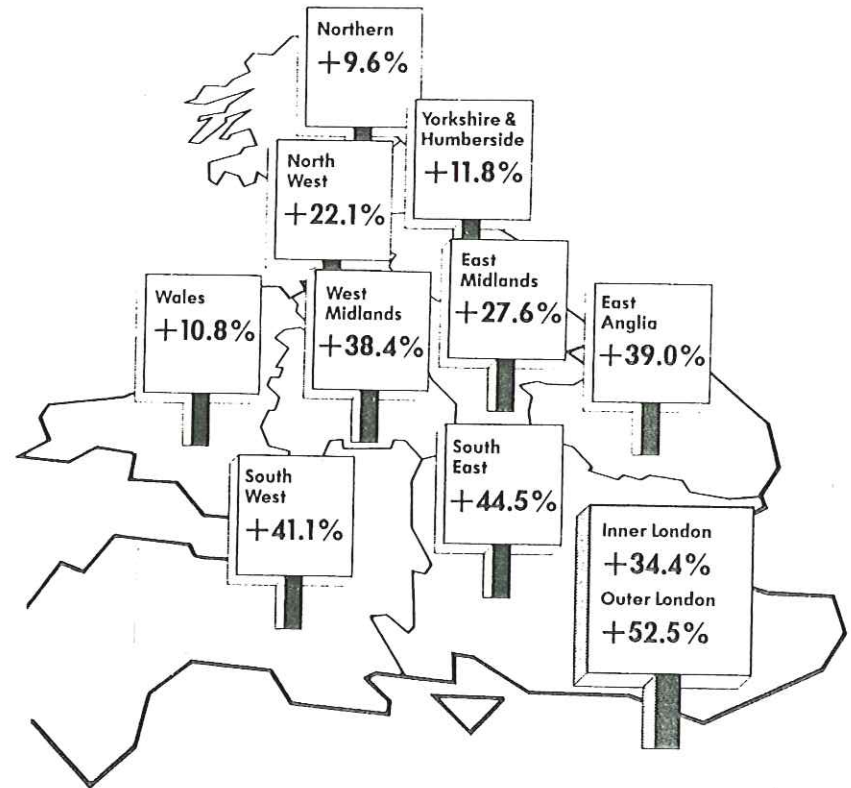 Northern
+9.6%
Yorkshire &
Humberside
+11.8%
North
West
+22.1%
East
Midlands
+27.6%
Wales
+10.8%
West
Midlands
+38.4%
East
Anglia
+39.0%
South
West
+41.1%
South
East
+44.5%
Inner London
+34.4%
Outer London
+52.5%